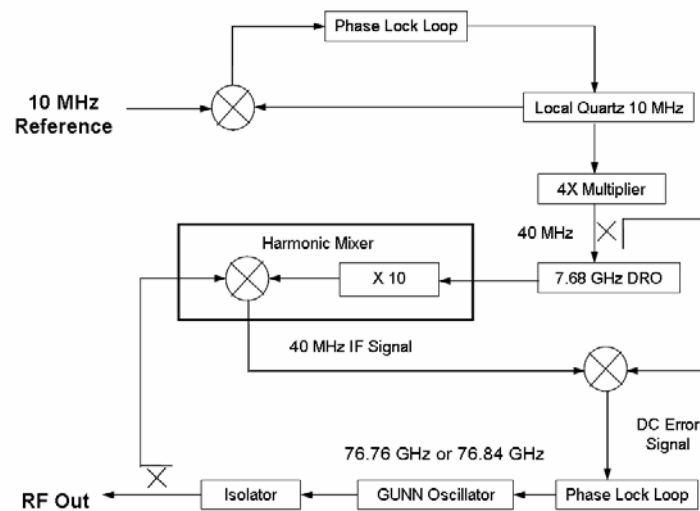 Phase Lock Loop
10 MHz
Reference
Local Quartz 10 MHz
4X Multiplier
40 MHz
Harmonic Mixer
X 10
7.68 GHz DRO
40 MHz IF Signal
DC Error
Signal
76.76 GHz or 76.84 GHz
RF Out
Isolator
GUNN Oscillator
Phase Lock Loop